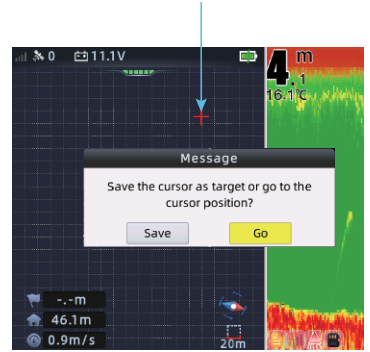 0 11.1V
4.1 m
16.1℃
Message
Save the cursor as target or go to the
cursor position?
Save Go
-.-m
46.1m
0.9m/s
20m